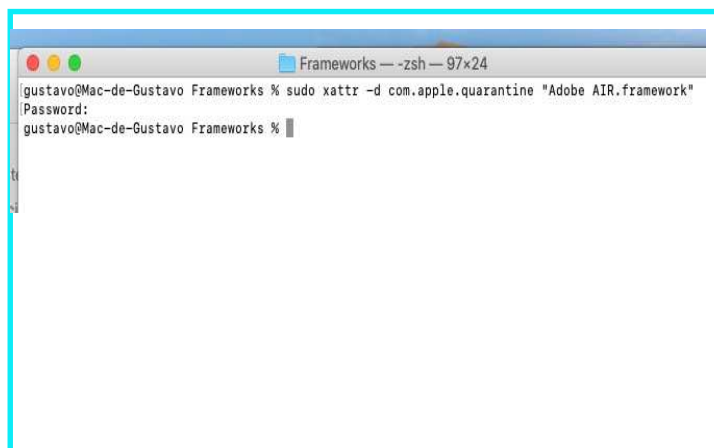 Frameworks — -zsh — 97×24
gustavo@Mac-de-Gustavo Frameworks % sudo xattr -d com.apple.quarantine "Adobe AIR.framework"
Password:
gustavo@Mac-de-Gustavo Frameworks %